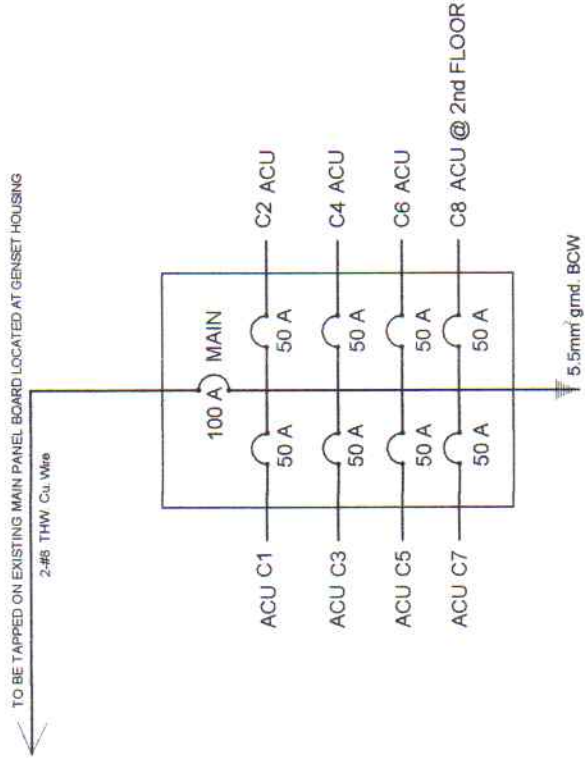 TO BE TAPPED ON EXISTING MAIN PANEL BOARD LOCATED AT GENSET HOUSING
2-#8 THW Cu. Wire
100 A MAIN
ACU C1
50 A
50 A
C2 ACU
ACU C3
50 A
50 A
C4 ACU
ACU C5
50 A
50 A
C6 ACU
ACU C7
50 A
50 A
C8 ACU @ 2nd FLOOR
5.5mm² grnd. BCW